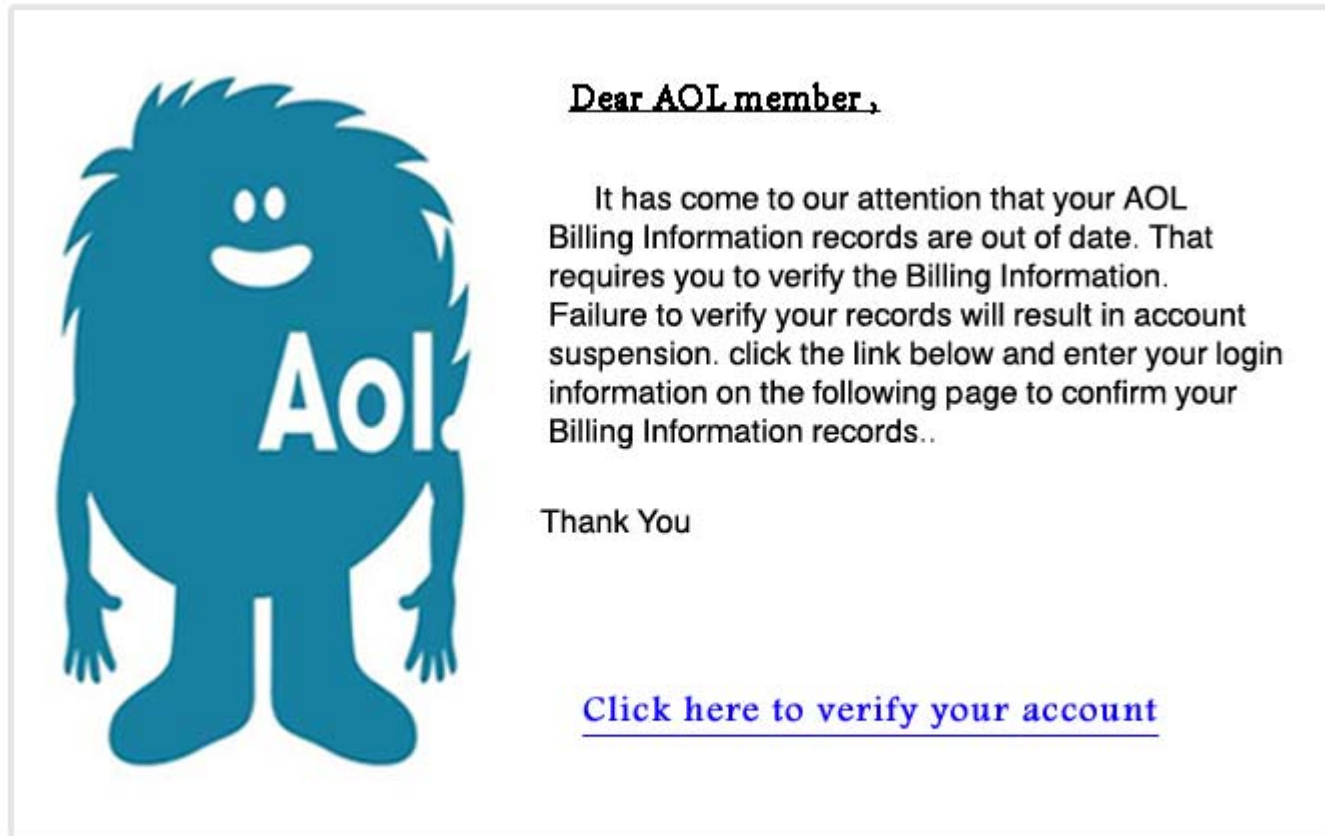 Dear AOL member ,
It has come to our attention that your AOL
Billing Information records are out of date. That
requires you to verify the Billing Information.
Failure to verify your records will result in account
suspension. click the link below and enter your login
information on the following page to confirm your
Billing Information records..
Thank You
Aol.
Click here to verify your account